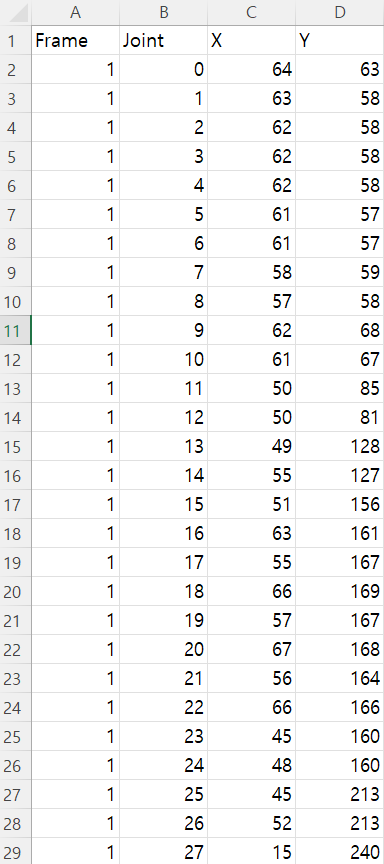 A B C D
1 Frame Joint X Y
2 1 0 64 63
3 1 1 63 58
4 1 2 62 58
5 1 3 62 58
6 1 4 62 58
7 1 5 61 57
8 1 6 61 57
9 1 7 58 59
10 1 8 57 58
11 1 9 62 68
12 1 10 61 67
13 1 11 50 85
14 1 12 50 81
15 1 13 49 128
16 1 14 55 127
17 1 15 51 156
18 1 16 63 161
19 1 17 55 167
20 1 18 66 169
21 1 19 57 167
22 1 20 67 168
23 1 21 56 164
24 1 22 66 166
25 1 23 45 160
26 1 24 48 160
27 1 25 45 213
28 1 26 52 213
29 1 27 15 240